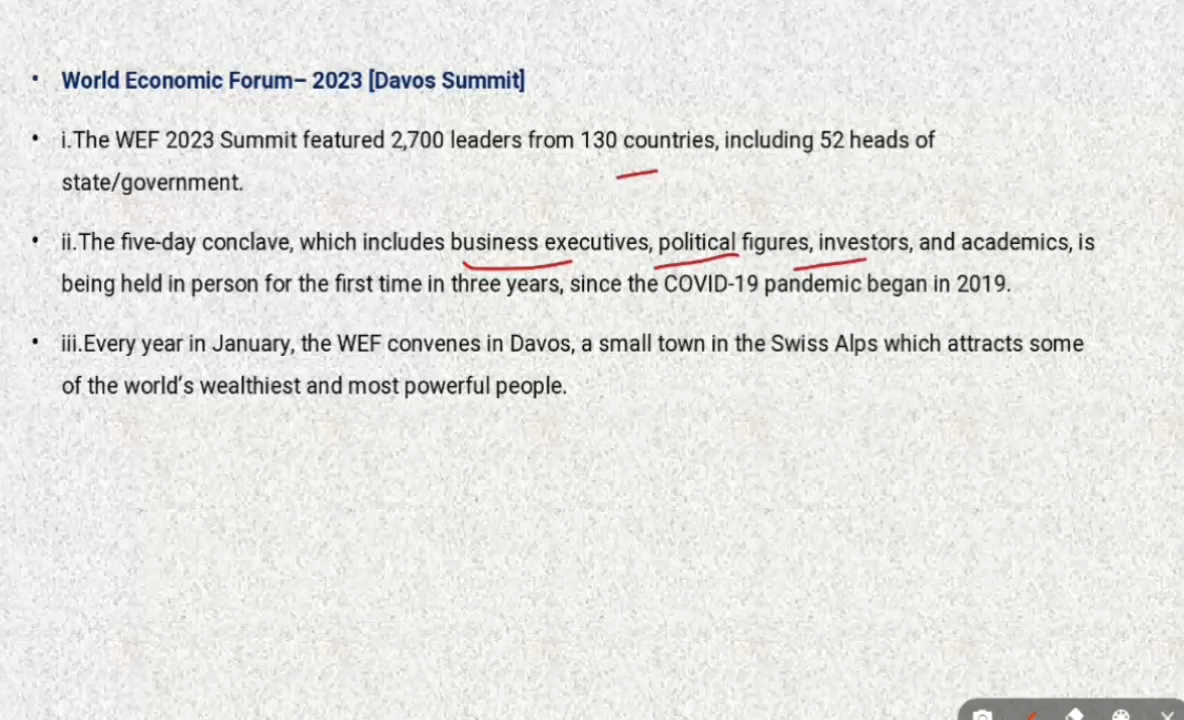 • World Economic Forum– 2023 [Davos Summit]
• i.The WEF 2023 Summit featured 2,700 leaders from 130 countries, including 52 heads of
state/government.
• ii.The five-day conclave, which includes business executives, political figures, investors, and academics, is
being held in person for the first time in three years, since the COVID-19 pandemic began in 2019.
• iii.Every year in January, the WEF convenes in Davos, a small town in the Swiss Alps which attracts some
of the world's wealthiest and most powerful people.